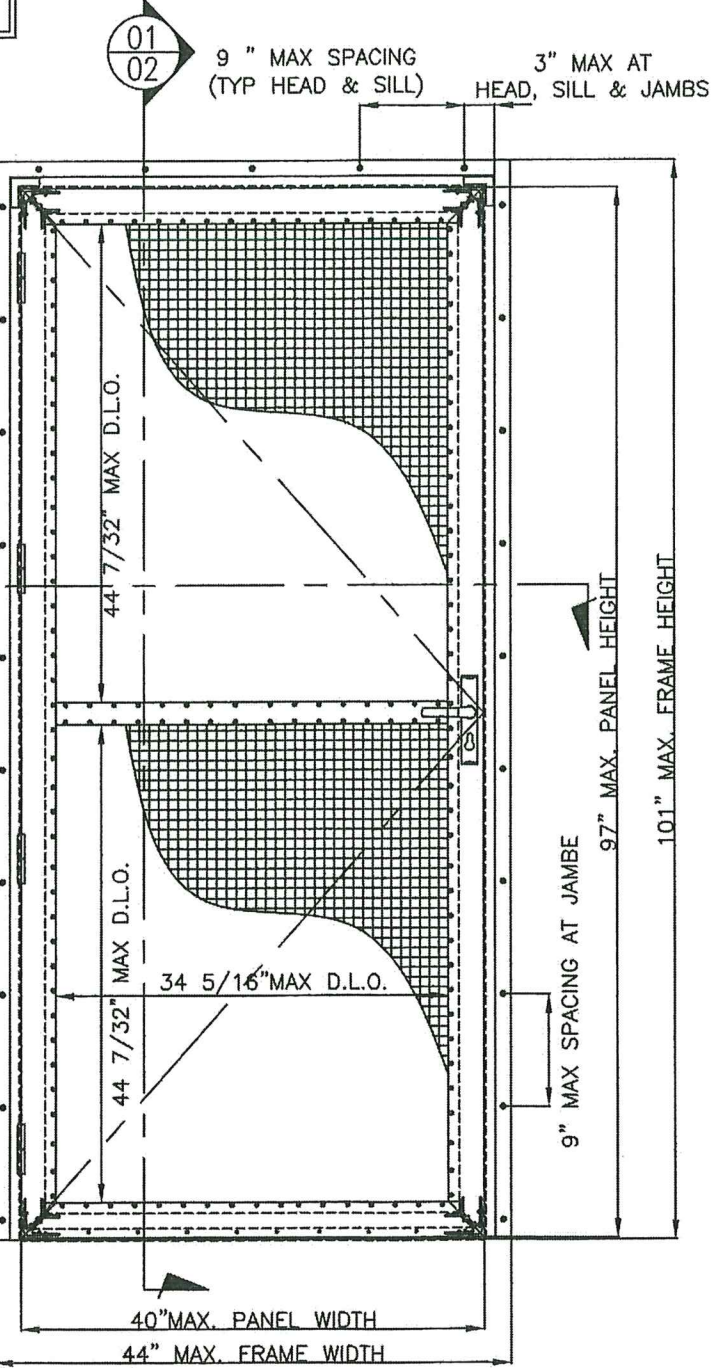 01
02
9 " MAX SPACING
(TYP HEAD & SILL)
3" MAX AT
HEAD, SILL & JAMBS
44 7/32" MAX D.L.O.
97" MAX. PANEL HEIGHT
101" MAX. FRAME HEIGHT
44 7/32" MAX D.L.O.
34 5/16"MAX D.L.O.
9" MAX SPACING AT JAMBE
40"MAX. PANEL WIDTH
44" MAX. FRAME WIDTH